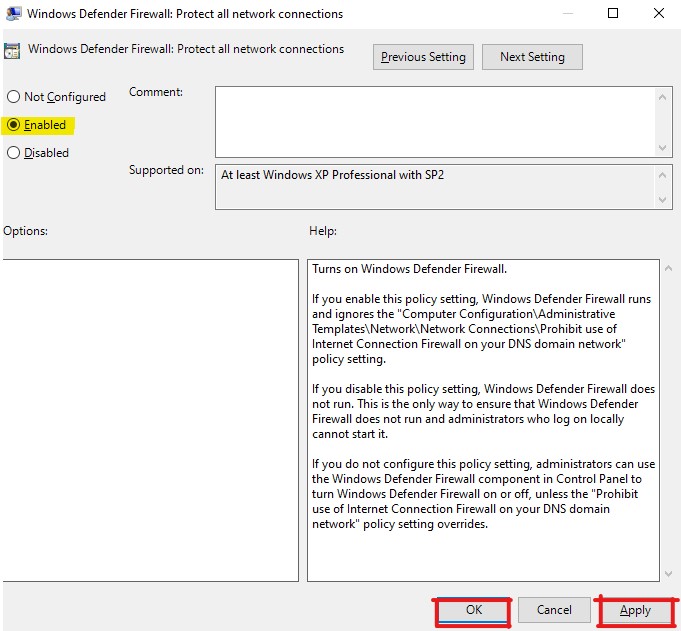 Windows Defender Firewall: Protect all network connections
Windows Defender Firewall: Protect all network connections
Previous Setting
Next Setting
Not Configured
Comment:
Enabled
Disabled
Supported on:
At least Windows XP Professional with SP2
Options:
Help:
Turns on Windows Defender Firewall.
If you enable this policy setting, Windows Defender Firewall runs
and ignores the "Computer Configuration\Administrative
Templates\Network\Network Connections\Prohibit use of
Internet Connection Firewall on your DNS domain network"
policy setting.
If you disable this policy setting, Windows Defender Firewall does
not run. This is the only way to ensure that Windows Defender
Firewall does not run and administrators who log on locally
cannot start it.
If you do not configure this policy setting, administrators can use
the Windows Defender Firewall component in Control Panel to
turn Windows Defender Firewall on or off, unless the "Prohibit
use of Internet Connection Firewall on your DNS domain
network" policy setting overrides.
OK
Cancel
Apply